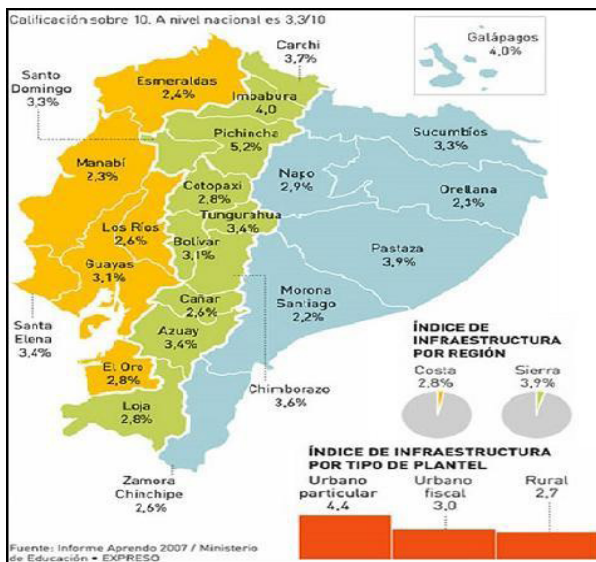 Calificación sobre 10. A nivel nacional es 3,3/10
Carchi
3,7%
Galápagos
4,0%
Santo
Domingo
3,3%
Esmeraldas
2,4%
Imbabura
4,0
Pichincha
5,2%
Sucumbíos
3,3%
Manabí
2,3%
Cotopaxi
2,8%
Napo
2,9%
Orellana
2,3%
Los Ríos
2,6%
Tungurahua
3,4%
Bolívar
3,1%
Guayas
3,1%
Pastaza
3,9%
Santa
Elena
3,4%
Cañar
2,6%
Morona
Santiago
2,2%
Azuay
3,4%
El Oro
2,8%
Chimborazo
3,6%
Loja
2,8%
Zamora
Chinchipe
2,6%
ÍNDICE DE
INFRAESTRUCTURA
POR REGIÓN
Costa
2,8%
Sierra
3,9%
ÍNDICE DE INFRAESTRUCTURA
POR TIPO DE PLANTEL
Urbano
particular
4,4
Urbano
fiscal
3,0
Rural
2,7
Fuente: Informe Aprendo 2007 / Ministerio
de Educación • EXPRESO